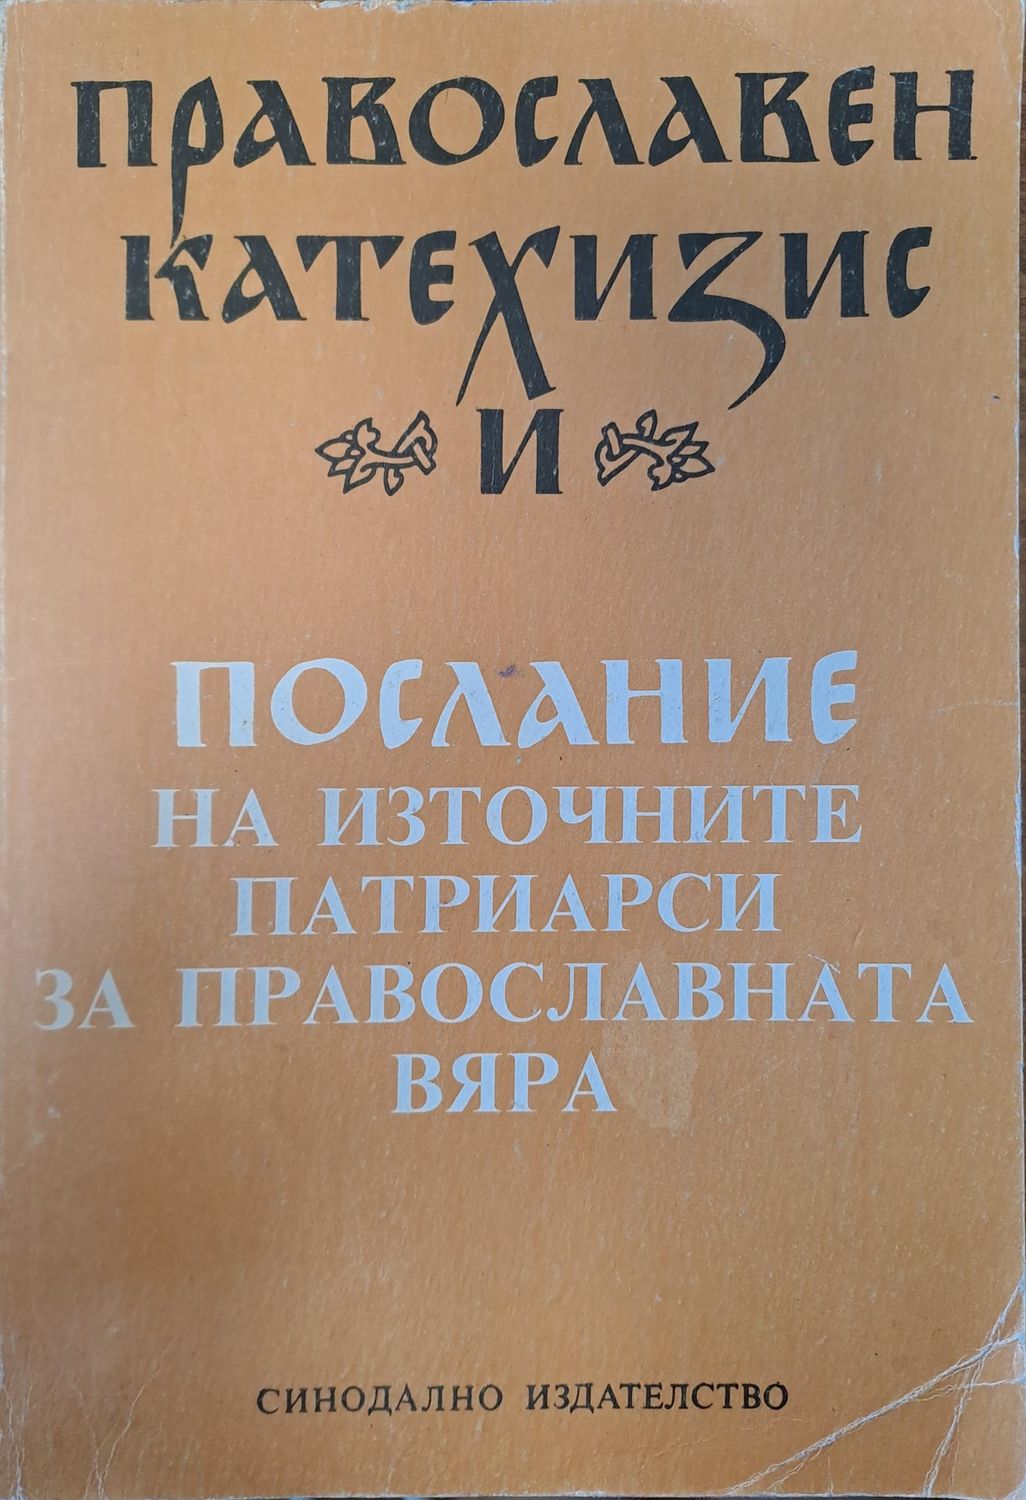 ПРАВОСЛАВЕН
КАТЕХИЗИС
И
ПОСЛАНИЕ
НА ИЗТОЧНИТЕ
ПАТРИАРСИ
ЗА ПРАВОСЛАВНАТА
ВЯРА
СИНОДАЛНО ИЗДАТЕЛСТВО